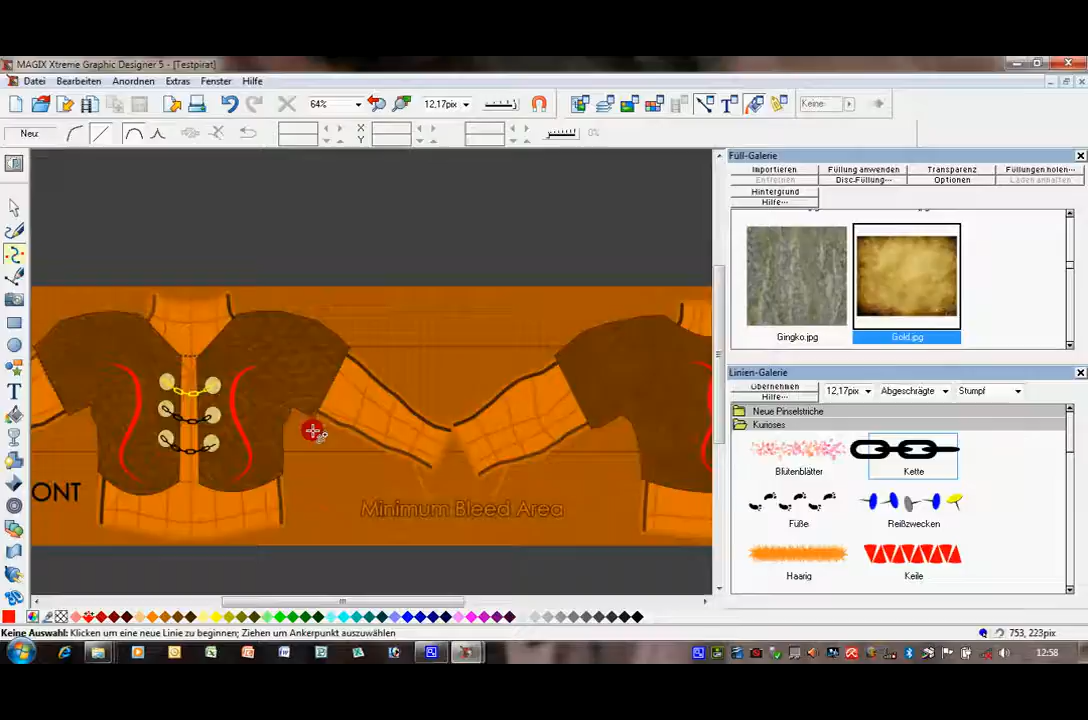 MAGIX Xtreme Graphic Designer 5 - [Testpirat]
Datei Bearbeiten Anordnen Extras Fenster Hilfe
64% 12,17pix Keine
Neu:
X
Y
0%
Füll-Galerie
Importieren Füllung anwenden Transparenz Füllungen holen...
Entfernen Disc-Füllung... Optionen Laden anhalten
Hintergrund
Hilfe...
Gingko.jpg Gold.jpg
Linien-Galerie
Übernehmen 12,17pix Abgeschrägte Stumpf
Hilfe...
Neue Pinselstriche
Kurioses
Blütenblätter Kette
Füße Reißzwecken
Haarig Keile
ONT
Minimum Bleed Area
Keine Auswahl: Klicken um eine neue Linie zu beginnen; Ziehen um Ankerpunkt auszuwählen
753, 223pix
12:58